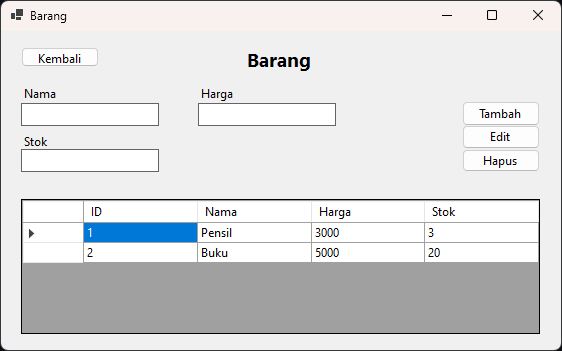 Barang
Kembali
Barang
Nama
Harga
Tambah
Edit
Stok
Hapus
ID Nama Harga Stok
1 Pensil 3000 3
2 Buku 5000 20